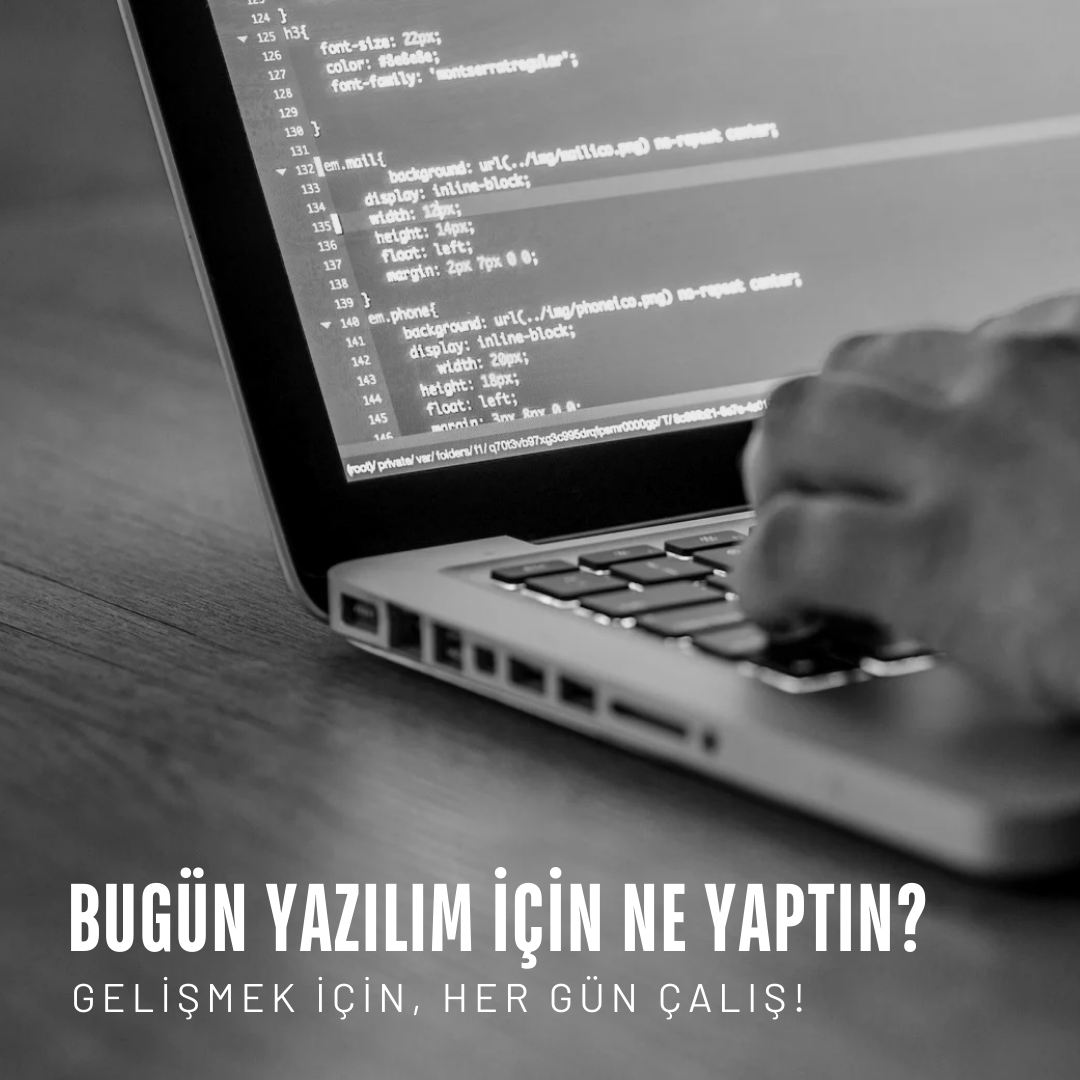 123
124 }
125 h3{
126 font-size: 22px;
127 color: #8e8e8e;
128 font-family: 'montserratregular';
129
130 }
131
132 em.mail{
133 background: url(../img/mailico.png) no-repeat center;
134 display: inline-block;
135 width: 12px;
136 height: 14px;
137 float: left;
138 margin: 2px 7px 0 0;
139 }
140 em.phone{
141 background: url(../img/phoneico.png) no-repeat center;
142 display: inline-block;
143 width: 20px;
144 height: 18px;
145 float: left;
146 margin: 3px 8px 0 0;
(root)/ private/ var/ folders/
BUGÜN YAZILIM İÇİN NE YAPTIN?
GELİŞMEK İÇİN, HER GÜN ÇALIŞ!